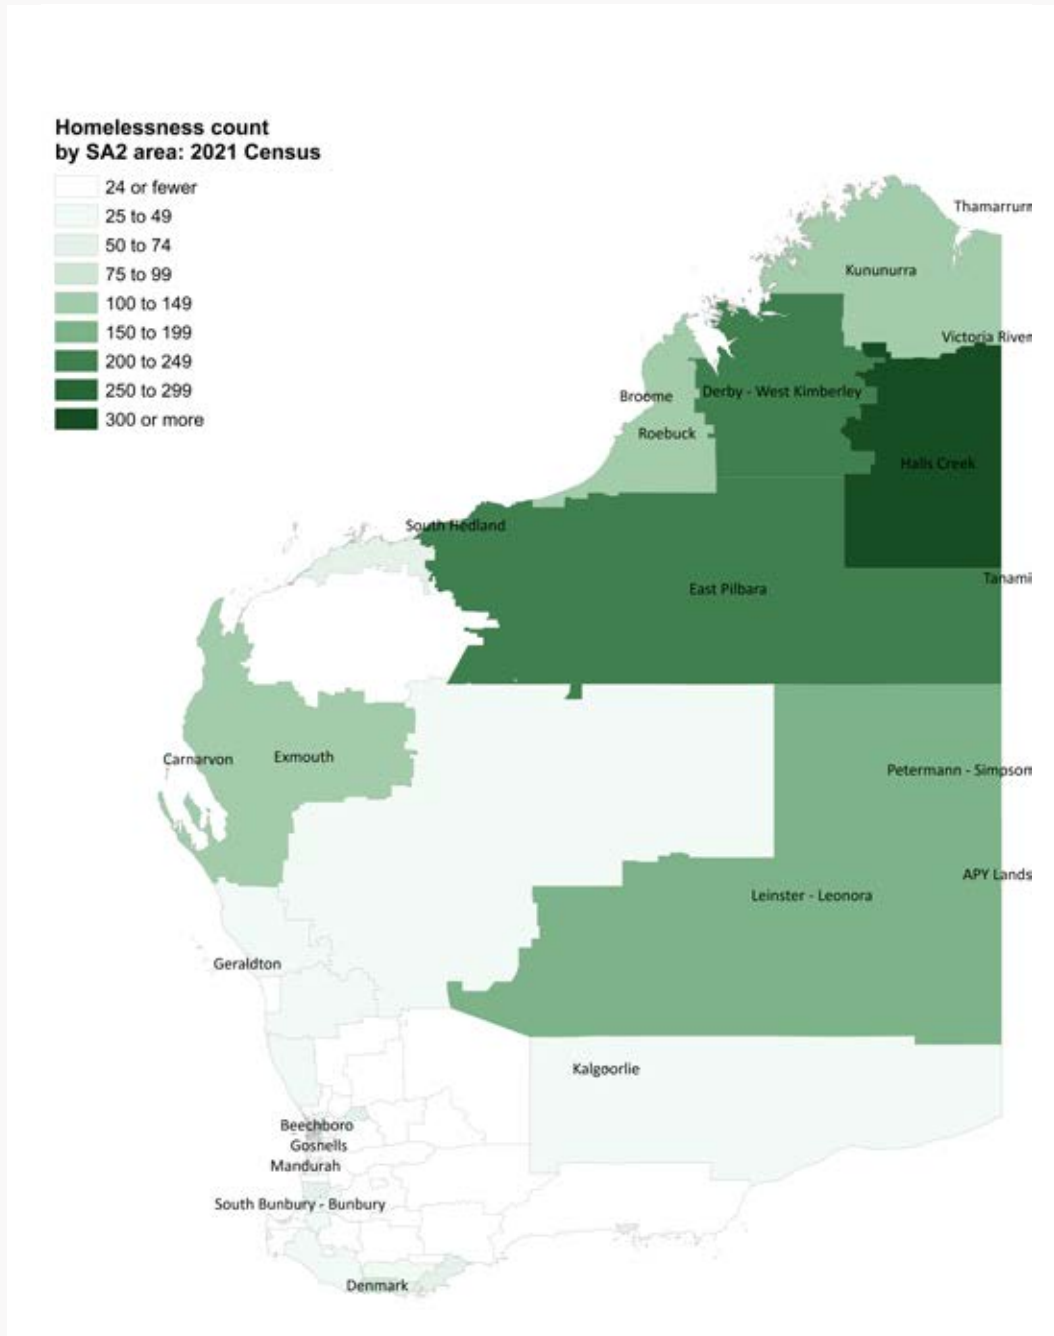 Homelessness count
by SA2 area: 2021 Census
24 or fewer
25 to 49
50 to 74
75 to 99
100 to 149
150 to 199
200 to 249
250 to 299
300 or more
Thamarrurr
Kununurra
Victoria River
Broome
Derby - West Kimberley
Roebuck
Halls Creek
South Hedland
Tanami
East Pilbara
Carnarvon
Exmouth
Petermann - Simpson
APY Lands
Leinster - Leonora
Geraldton
Kalgoorlie
Beechboro
Gosnells
Mandurah
South Bunbury - Bunbury
Denmark